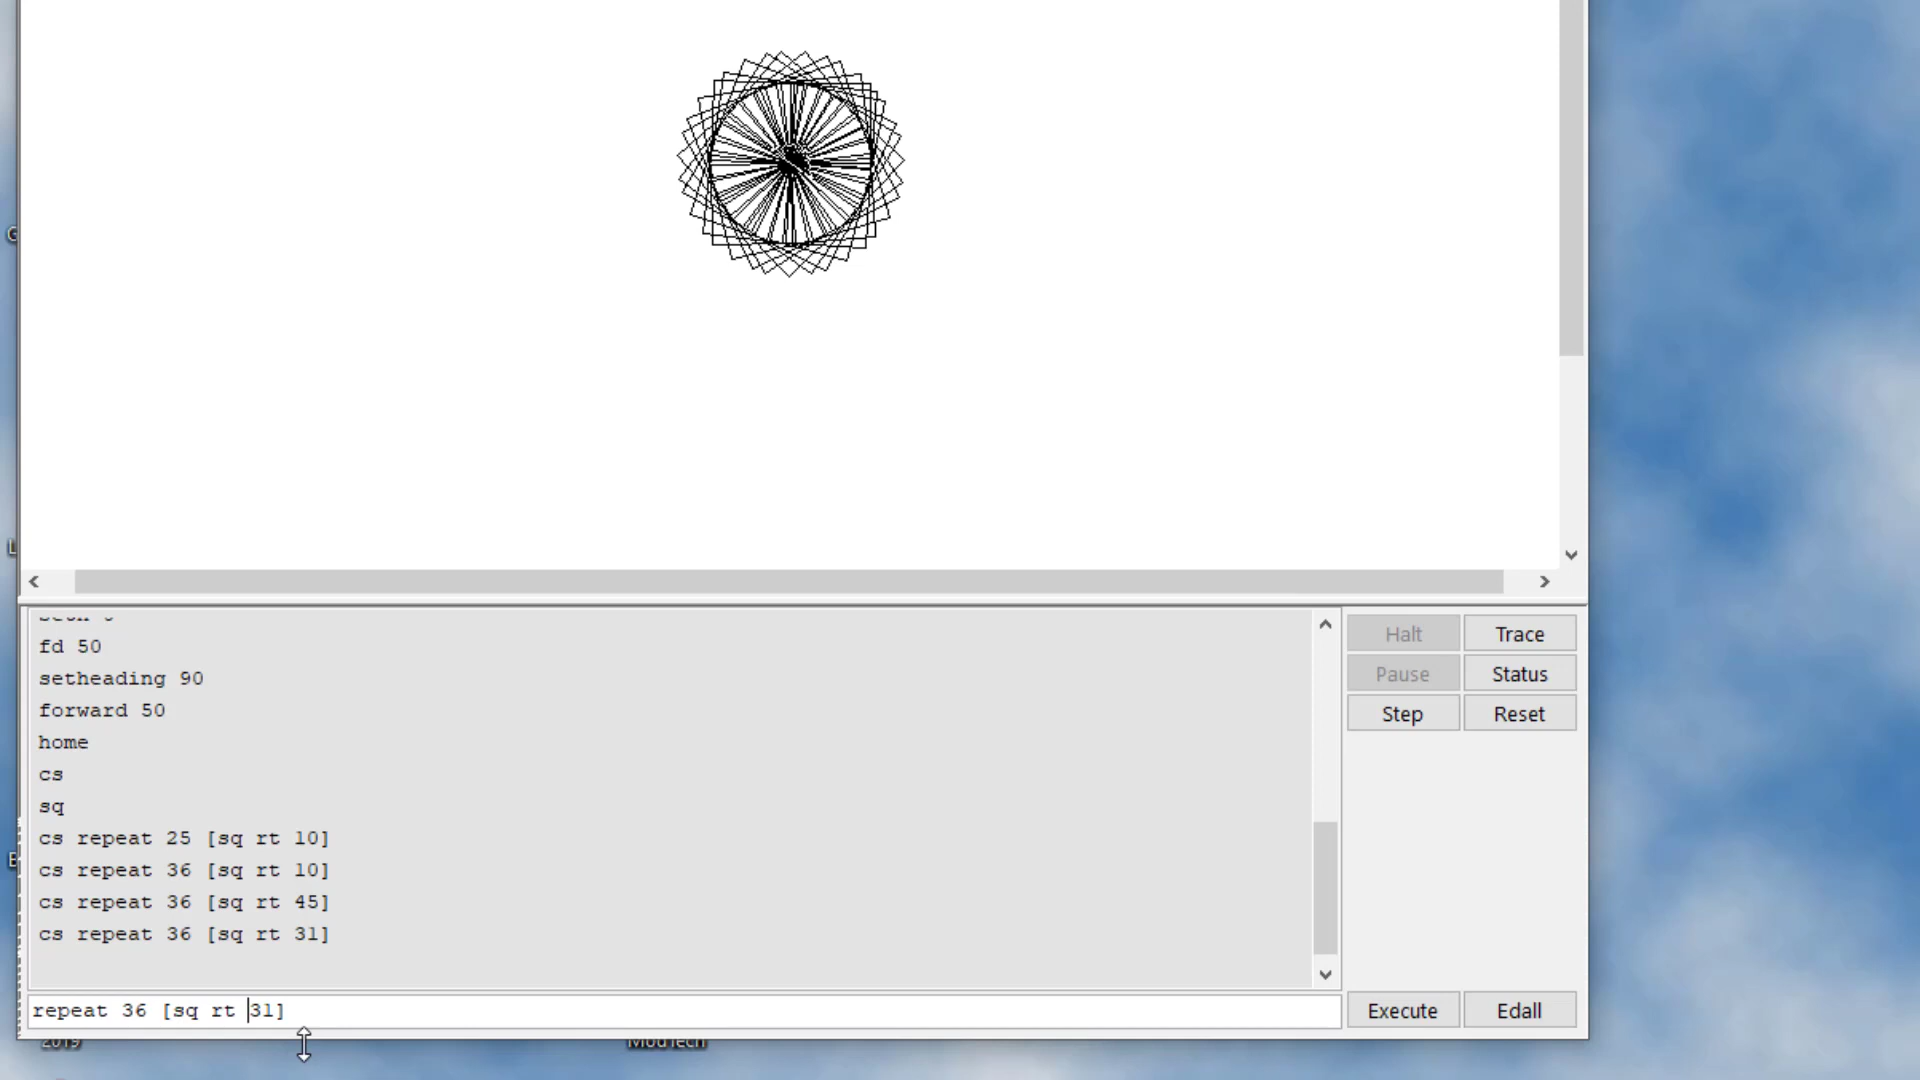 fd 50
setheading 90
forward 50
home
cs
sq
cs repeat 25 [sq rt 10]
cs repeat 36 [sq rt 10]
cs repeat 36 [sq rt 45]
cs repeat 36 [sq rt 31]
repeat 36 [sq rt 31]
Halt
Trace
Pause
Status
Step
Reset
Execute
Edall
2019
ModTech